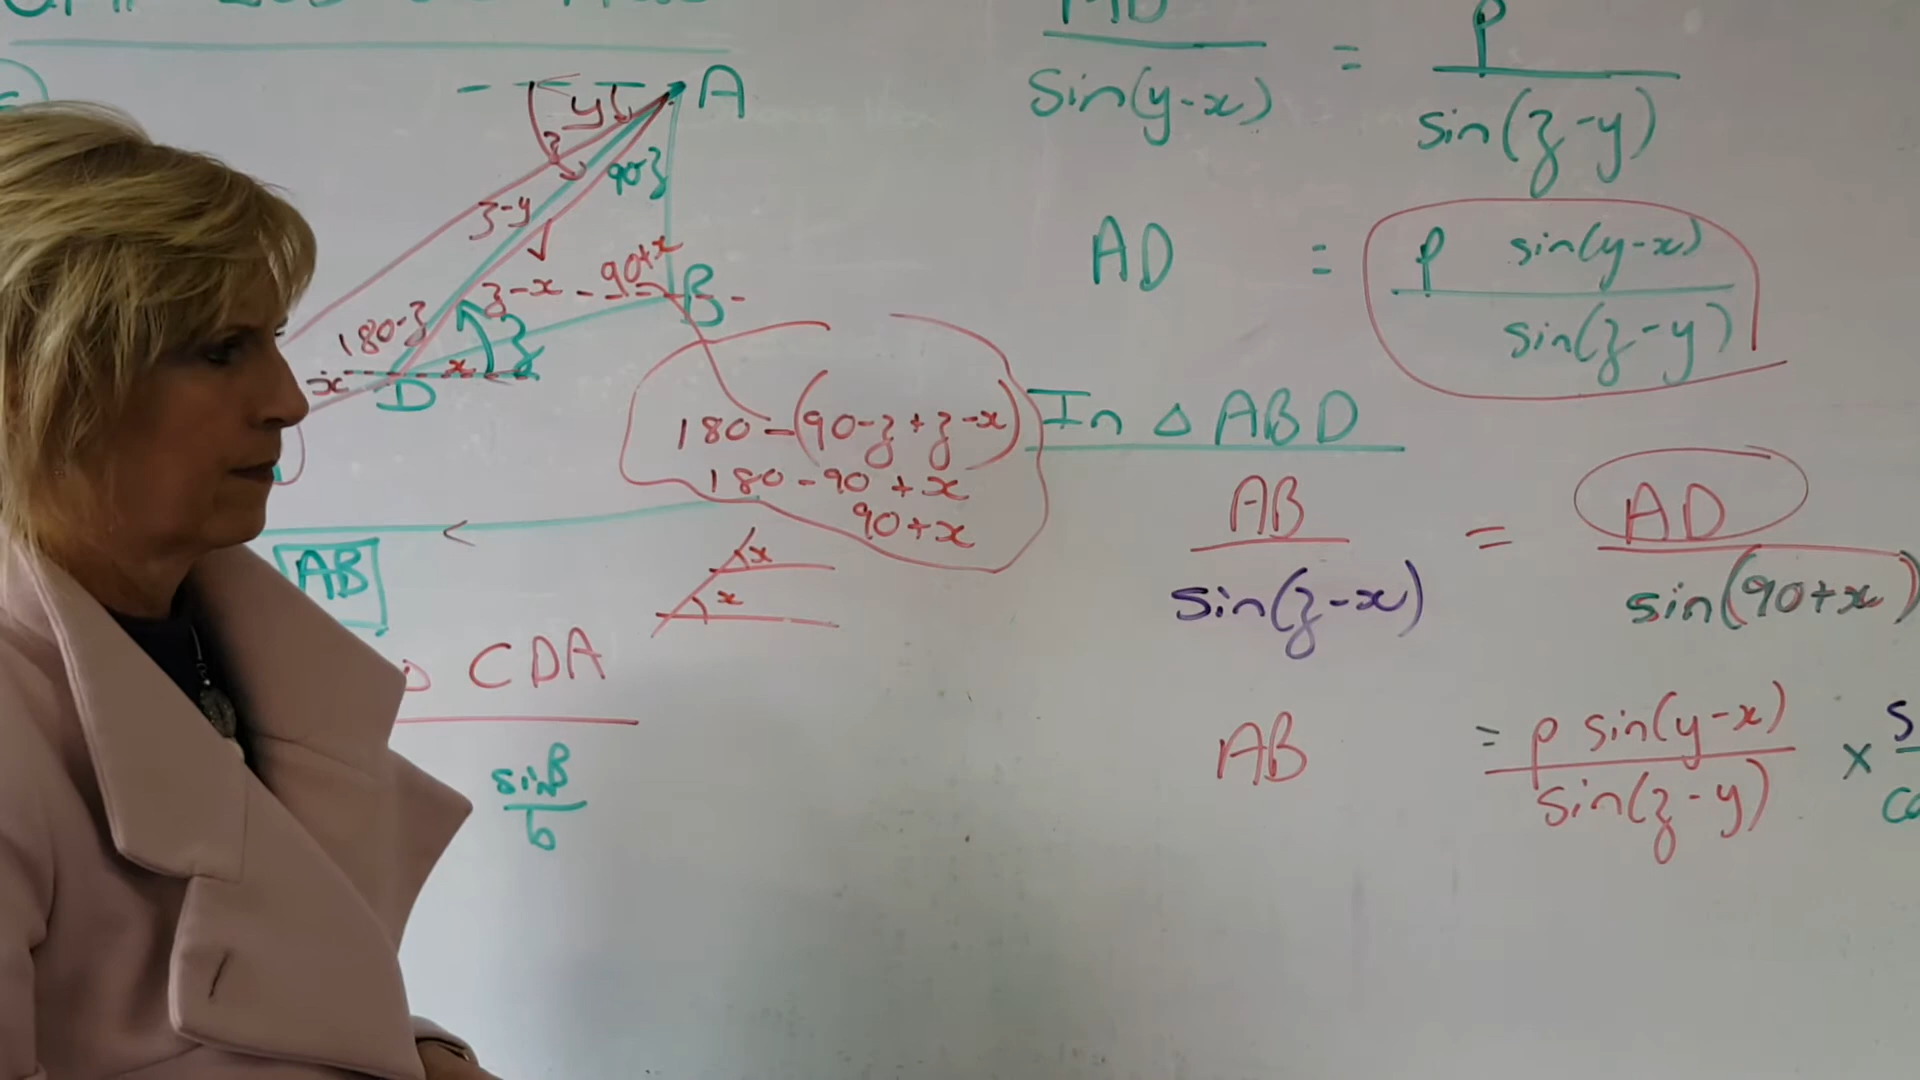 A
y
z
90-z
z-y
z-x
90+x
B
180-z
z
x
x
D
180-(90-z+z-x)
180-90+x
90+x
AB
x
x
CDA
sinB
b
AD = p
sin(y-x) sin(z-y)
AD = p sin(y-x)
sin(z-y)
In △ ABD
AB = AD
sin(z-x) sin(90+x)
AB = p sin(y-x) ×
sin(z-y)